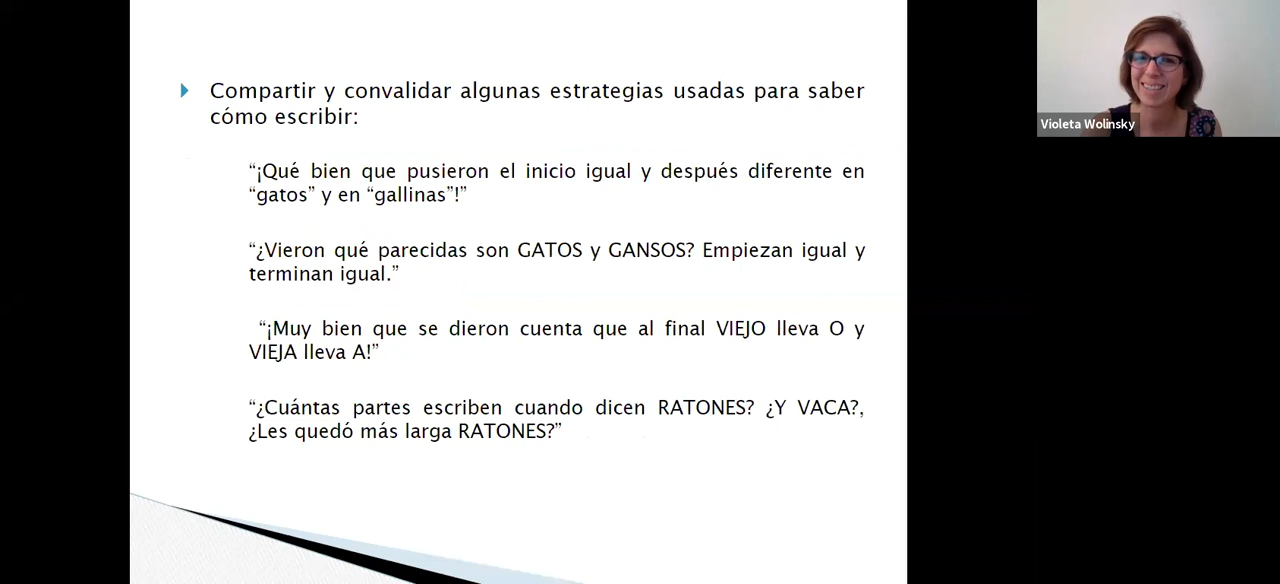 Compartir y convalidar algunas estrategias usadas para saber
cómo escribir:
“¡Qué bien que pusieron el inicio igual y después diferente en
“gatos” y en “gallinas”!”
“¿Vieron qué parecidas son GATOS y GANSOS? Empiezan igual y
terminan igual.”
“¡Muy bien que se dieron cuenta que al final VIEJO lleva O y
VIEJA lleva A!”
“¿Cuántas partes escriben cuando dicen RATONES? ¿Y VACA?,
¿Les quedó más larga RATONES?”
Violeta Wolinsky